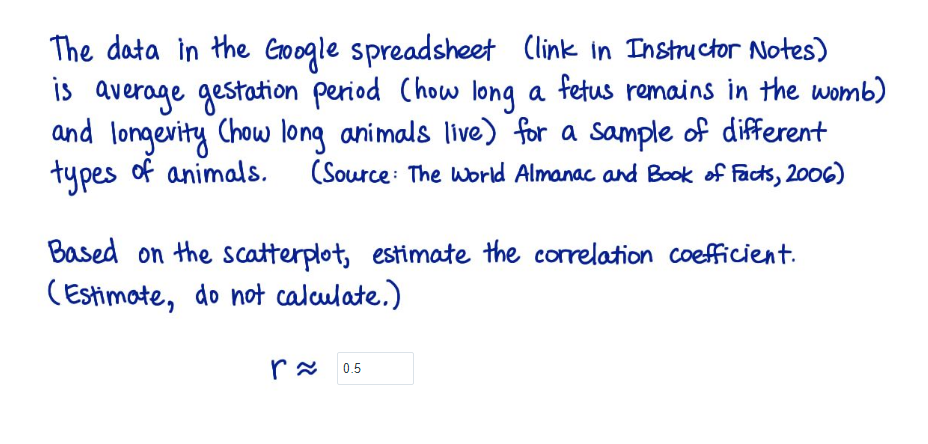 The data in the Google spreadsheet (link in Instructor Notes)
is average gestation period (how long a fetus remains in the womb)
and longevity (how long animals live) for a sample of different
types of animals. (Source: The World Almanac and Book of Facts, 2006)
Based on the scatterplot, estimate the correlation coefficient.
(Estimate, do not calculate.)
r ≈ 0.5